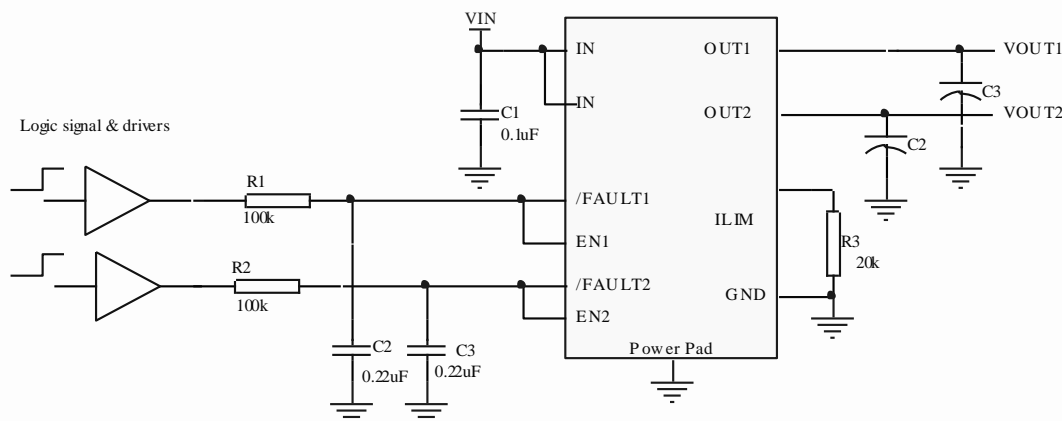 VIN
IN
OUT1
VOUT1
C3
IN
C1
0.1uF
OUT2
VOUT2
C2
Logic signal & drivers
R1
100k
/FAULT1
ILIM
EN1
R3
20k
R2
100k
/FAULT2
GND
EN2
C2
0.22uF
C3
0.22uF
Power Pad